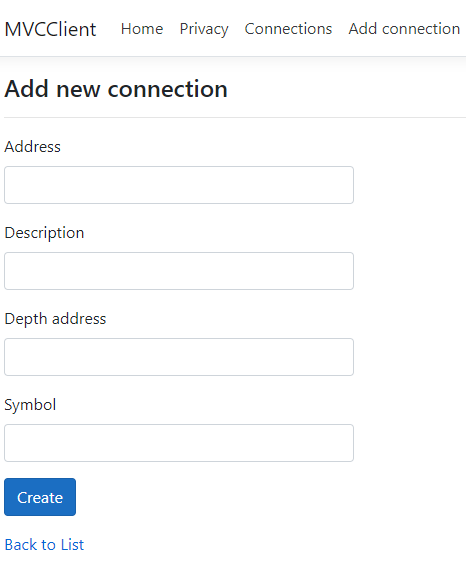 MVCClient Home Privacy Connections Add connection
Add new connection
Address
Description
Depth address
Symbol
Create
Back to List